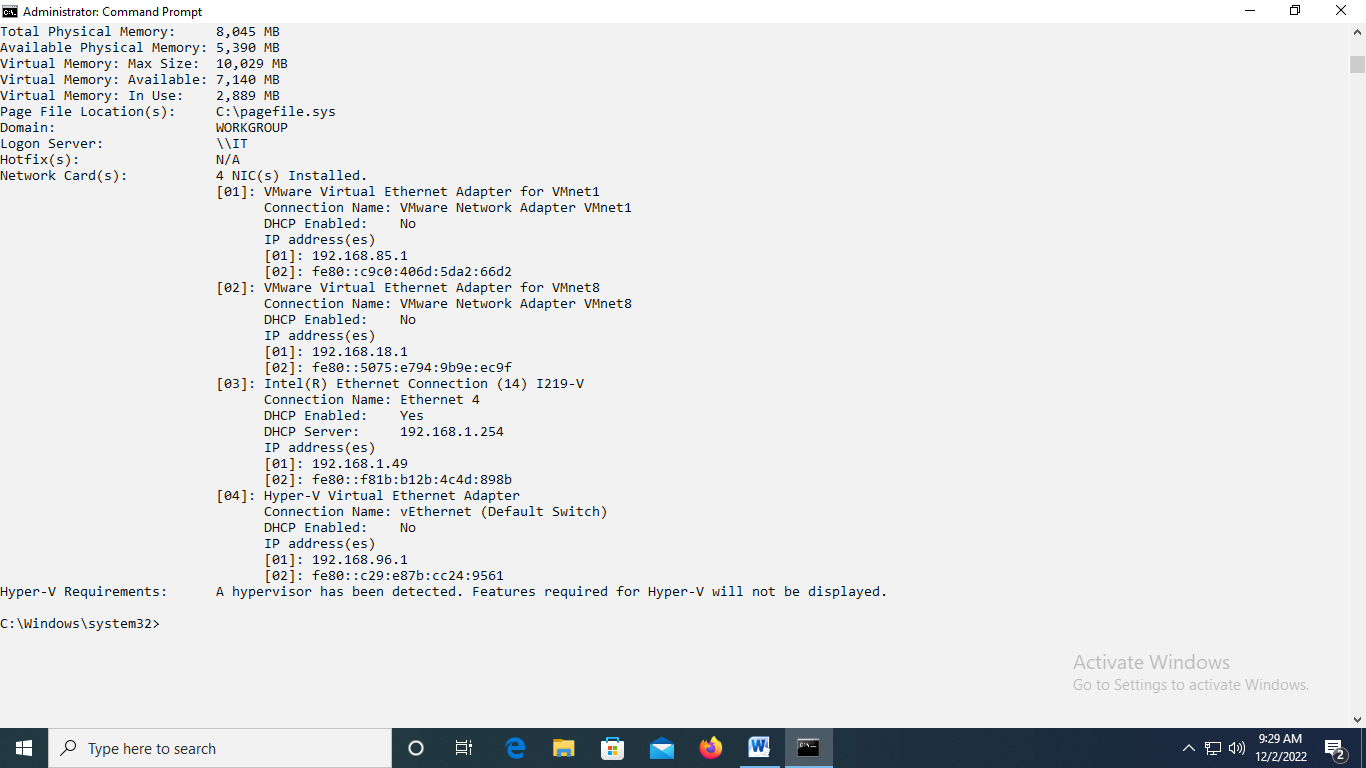 Administrator: Command Prompt
Total Physical Memory:     8,045 MB
Available Physical Memory: 5,390 MB
Virtual Memory: Max Size:  10,029 MB
Virtual Memory: Available: 7,140 MB
Virtual Memory: In Use:    2,889 MB
Page File Location(s):     C:\pagefile.sys
Domain:                    WORKGROUP
Logon Server:              \\IT
Hotfix(s):                 N/A
Network Card(s):           4 NIC(s) Installed.
                           [01]: VMware Virtual Ethernet Adapter for VMnet1
                                 Connection Name: VMware Network Adapter VMnet1
                                 DHCP Enabled:    No
                                 IP address(es)
                                 [01]: 192.168.85.1
                                 [02]: fe80::c9c0:406d:5da2:66d2
                           [02]: VMware Virtual Ethernet Adapter for VMnet8
                                 Connection Name: VMware Network Adapter VMnet8
                                 DHCP Enabled:    No
                                 IP address(es)
                                 [01]: 192.168.18.1
                                 [02]: fe80::5075:e794:9b9e:ec9f
                           [03]: Intel(R) Ethernet Connection (14) I219-V
                                 Connection Name: Ethernet 4
                                 DHCP Enabled:    Yes
                                 DHCP Server:     192.168.1.254
                                 IP address(es)
                                 [01]: 192.168.1.49
                                 [02]: fe80::f81b:b12b:4c4d:898b
                           [04]: Hyper-V Virtual Ethernet Adapter
                                 Connection Name: vEthernet (Default Switch)
                                 DHCP Enabled:    No
                                 IP address(es)
                                 [01]: 192.168.96.1
                                 [02]: fe80::c29:e87b:cc24:9561
Hyper-V Requirements:      A hypervisor has been detected. Features required for Hyper-V will not be displayed.
C:\Windows\system32>
Activate Windows
Go to Settings to activate Windows.
Type here to search
9:29 AM
12/2/2022
2